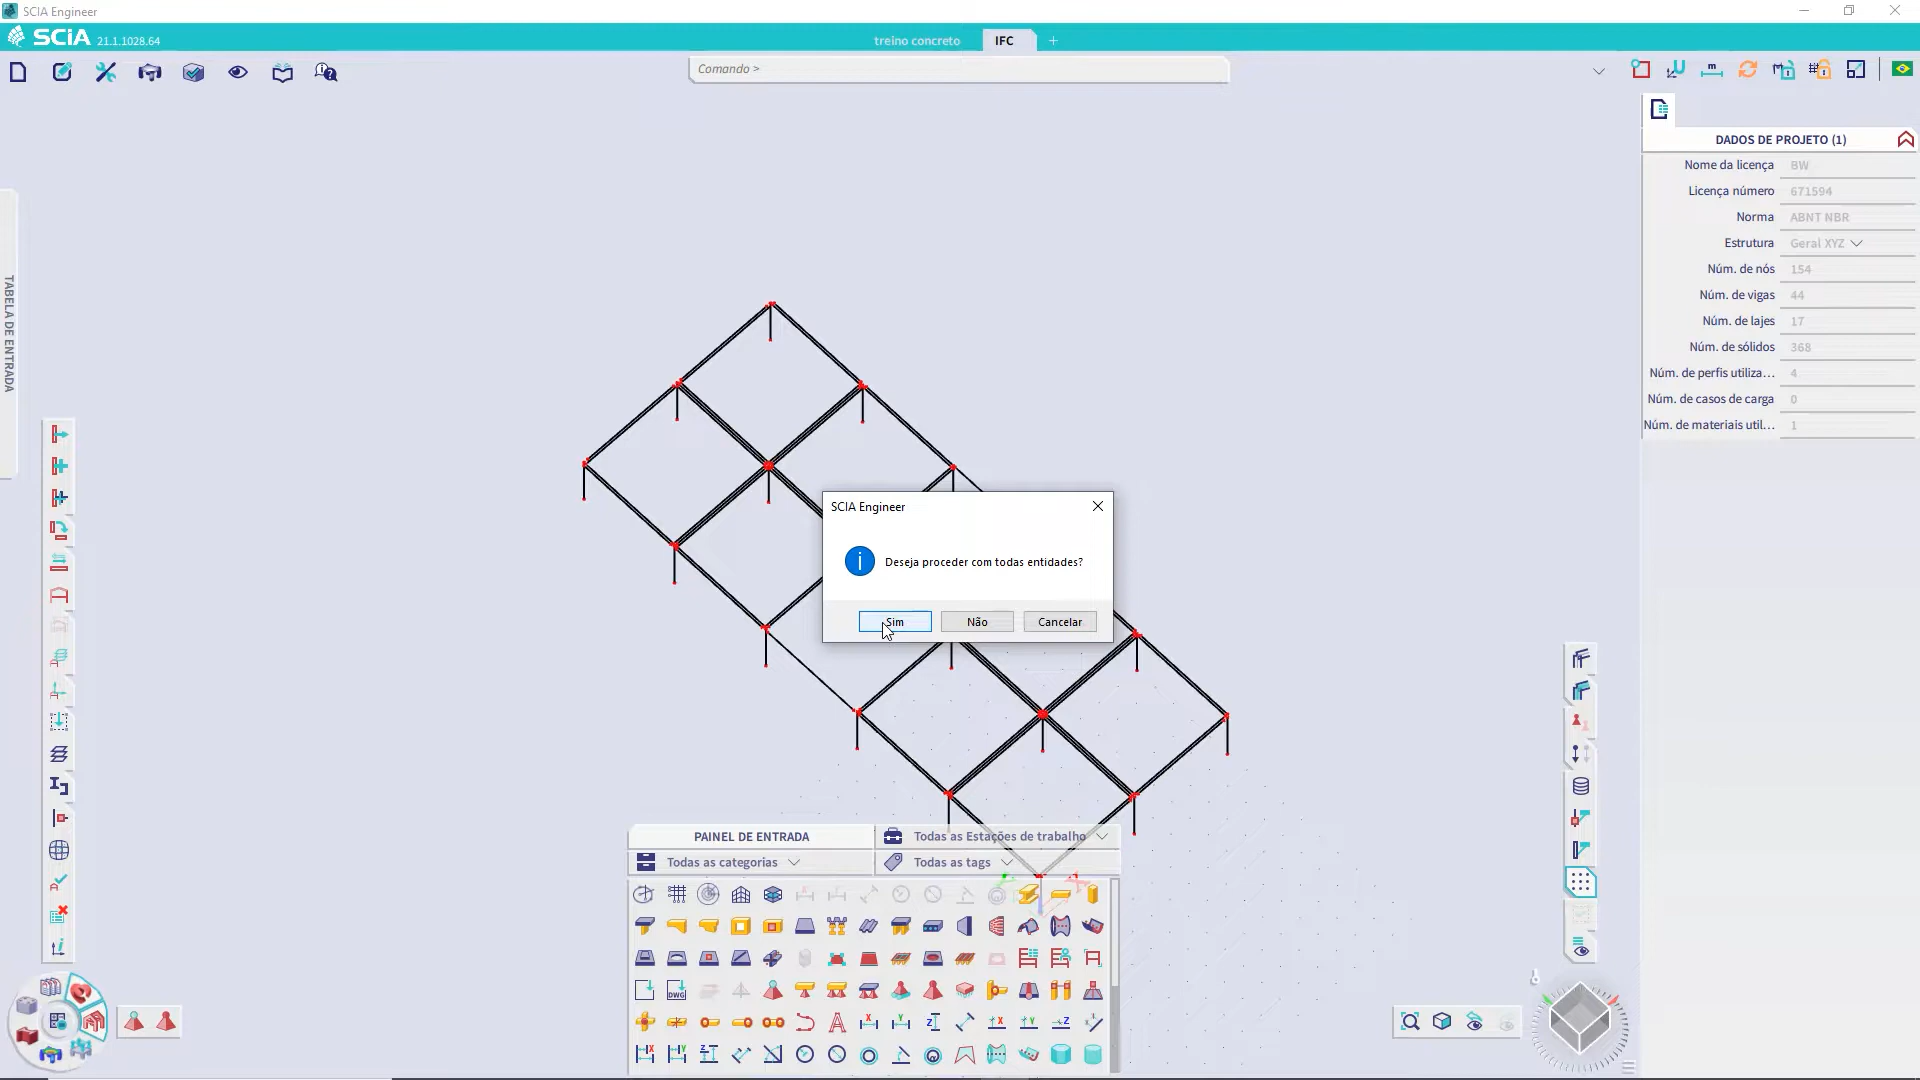 SCIA Engineer
SCiA 21.1.1028.64
treino concreto
IFC
+
Comando >
DADOS DE PROJETO (1)
Nome da licença BW
Licença número 671594
Norma ABNT NBR
Estrutura Geral XYZ
Núm. de nós 154
Núm. de vigas 44
Núm. de lajes 17
Núm. de sólidos 368
Núm. de perfis utiliza... 4
Núm. de casos de carga 0
Núm. de materiais util... 1
TABELA DE ENTRADA
SCIA Engineer
Deseja proceder com todas entidades?
Sim
Não
Cancelar
PAINEL DE ENTRADA
Todas as Estações de trabalho
Todas as categorias
Todas as tags
DWG